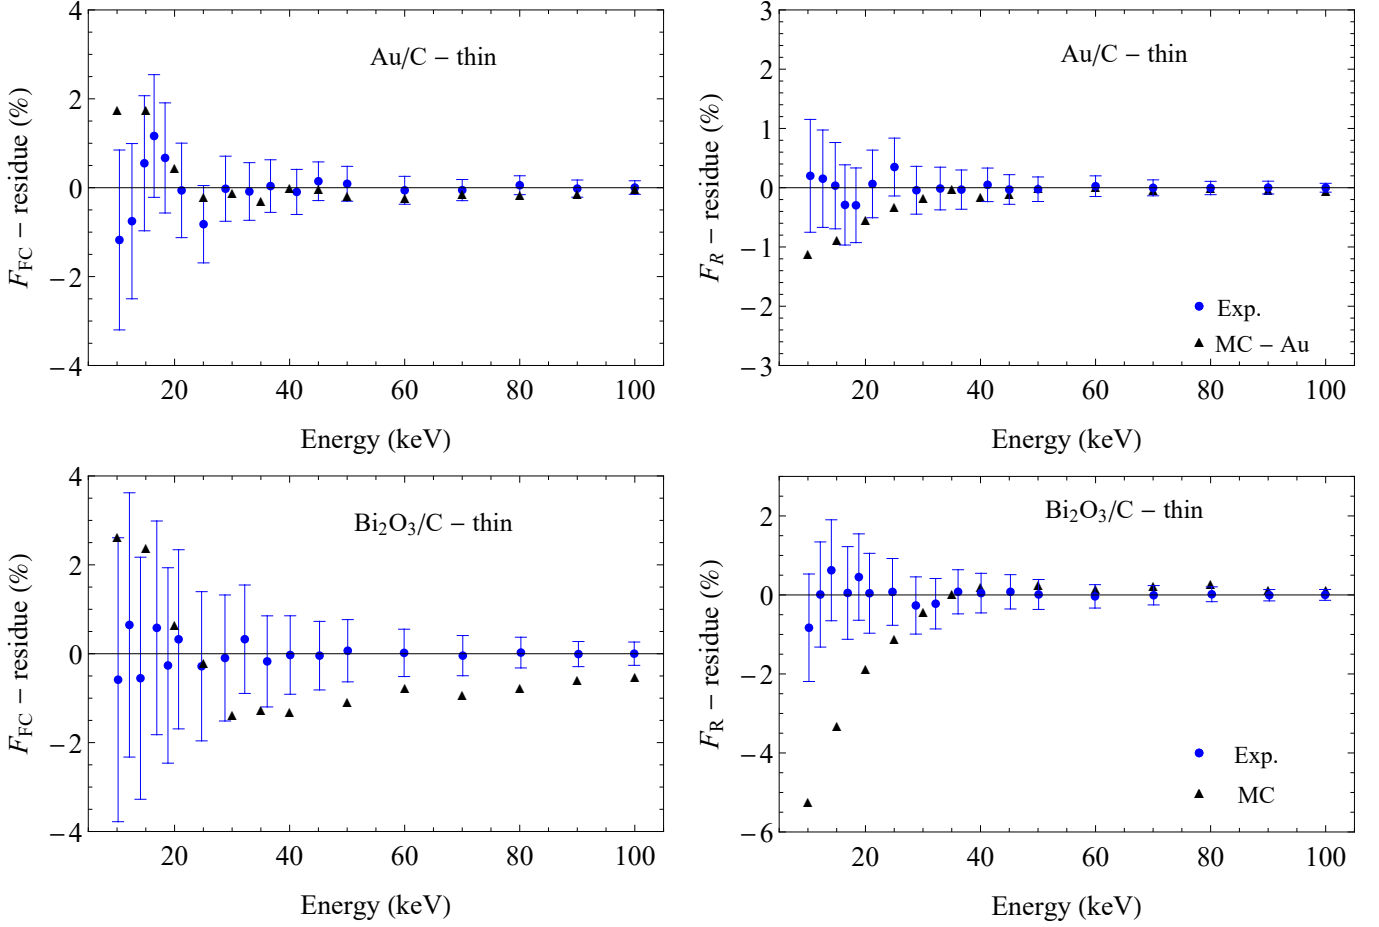 Au/C − thin
F_FC − residue (%)
4
2
0
−2
−4
20 40 60 80 100
Energy (keV)
Au/C − thin
F_R − residue (%)
3
2
1
0
−1
−2
−3
Exp.
MC − Au
20 40 60 80 100
Energy (keV)
Bi₂O₃/C − thin
F_FC − residue (%)
4
2
0
−2
−4
20 40 60 80 100
Energy (keV)
Bi₂O₃/C − thin
F_R − residue (%)
2
0
−2
−4
−6
Exp.
MC
20 40 60 80 100
Energy (keV)